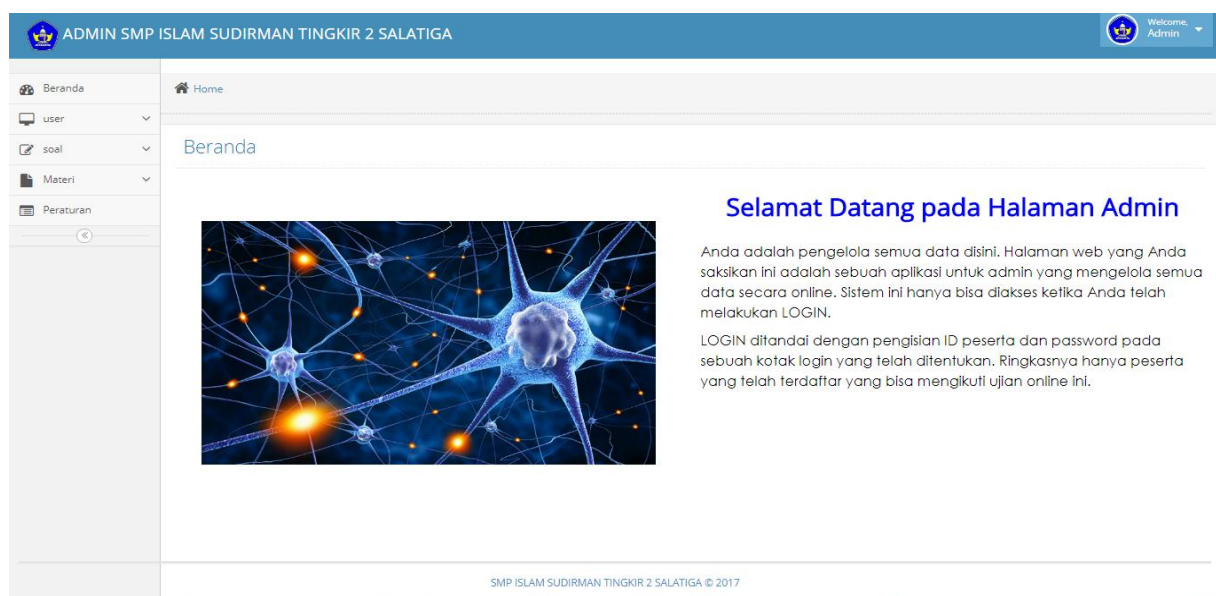 ADMIN SMP ISLAM SUDIRMAN TINGKIR 2 SALATIGA
Welcome,
Admin
Beranda
user
soal
Materi
Peraturan
Home
Beranda
Selamat Datang pada Halaman Admin
Anda adalah pengelola semua data disini. Halaman web yang Anda
saksikan ini adalah sebuah aplikasi untuk admin yang mengelola semua
data secara online. Sistem ini hanya bisa diakses ketika Anda telah
melakukan LOGIN.
LOGIN ditandai dengan pengisian ID peserta dan password pada
sebuah kotak login yang telah ditentukan. Ringkasnya hanya peserta
yang telah terdaftar yang bisa mengikuti ujian online ini.
SMP ISLAM SUDIRMAN TINGKIR 2 SALATIGA © 2017